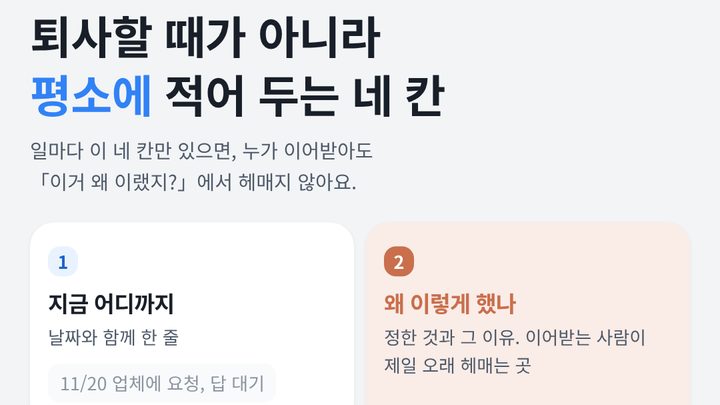 퇴사할 때가 아니라
평소에 적어 두는 네 칸
일마다 이 네 칸만 있으면, 누가 이어받아도
「이거 왜 이랬지?」에서 헤매지 않아요.
1
지금 어디까지
날짜와 함께 한 줄
11/20 업체에 요청, 답 대기
2
왜 이렇게 했나
정한 것과 그 이유. 이어받는 사람이
제일 오래 헤매는 곳